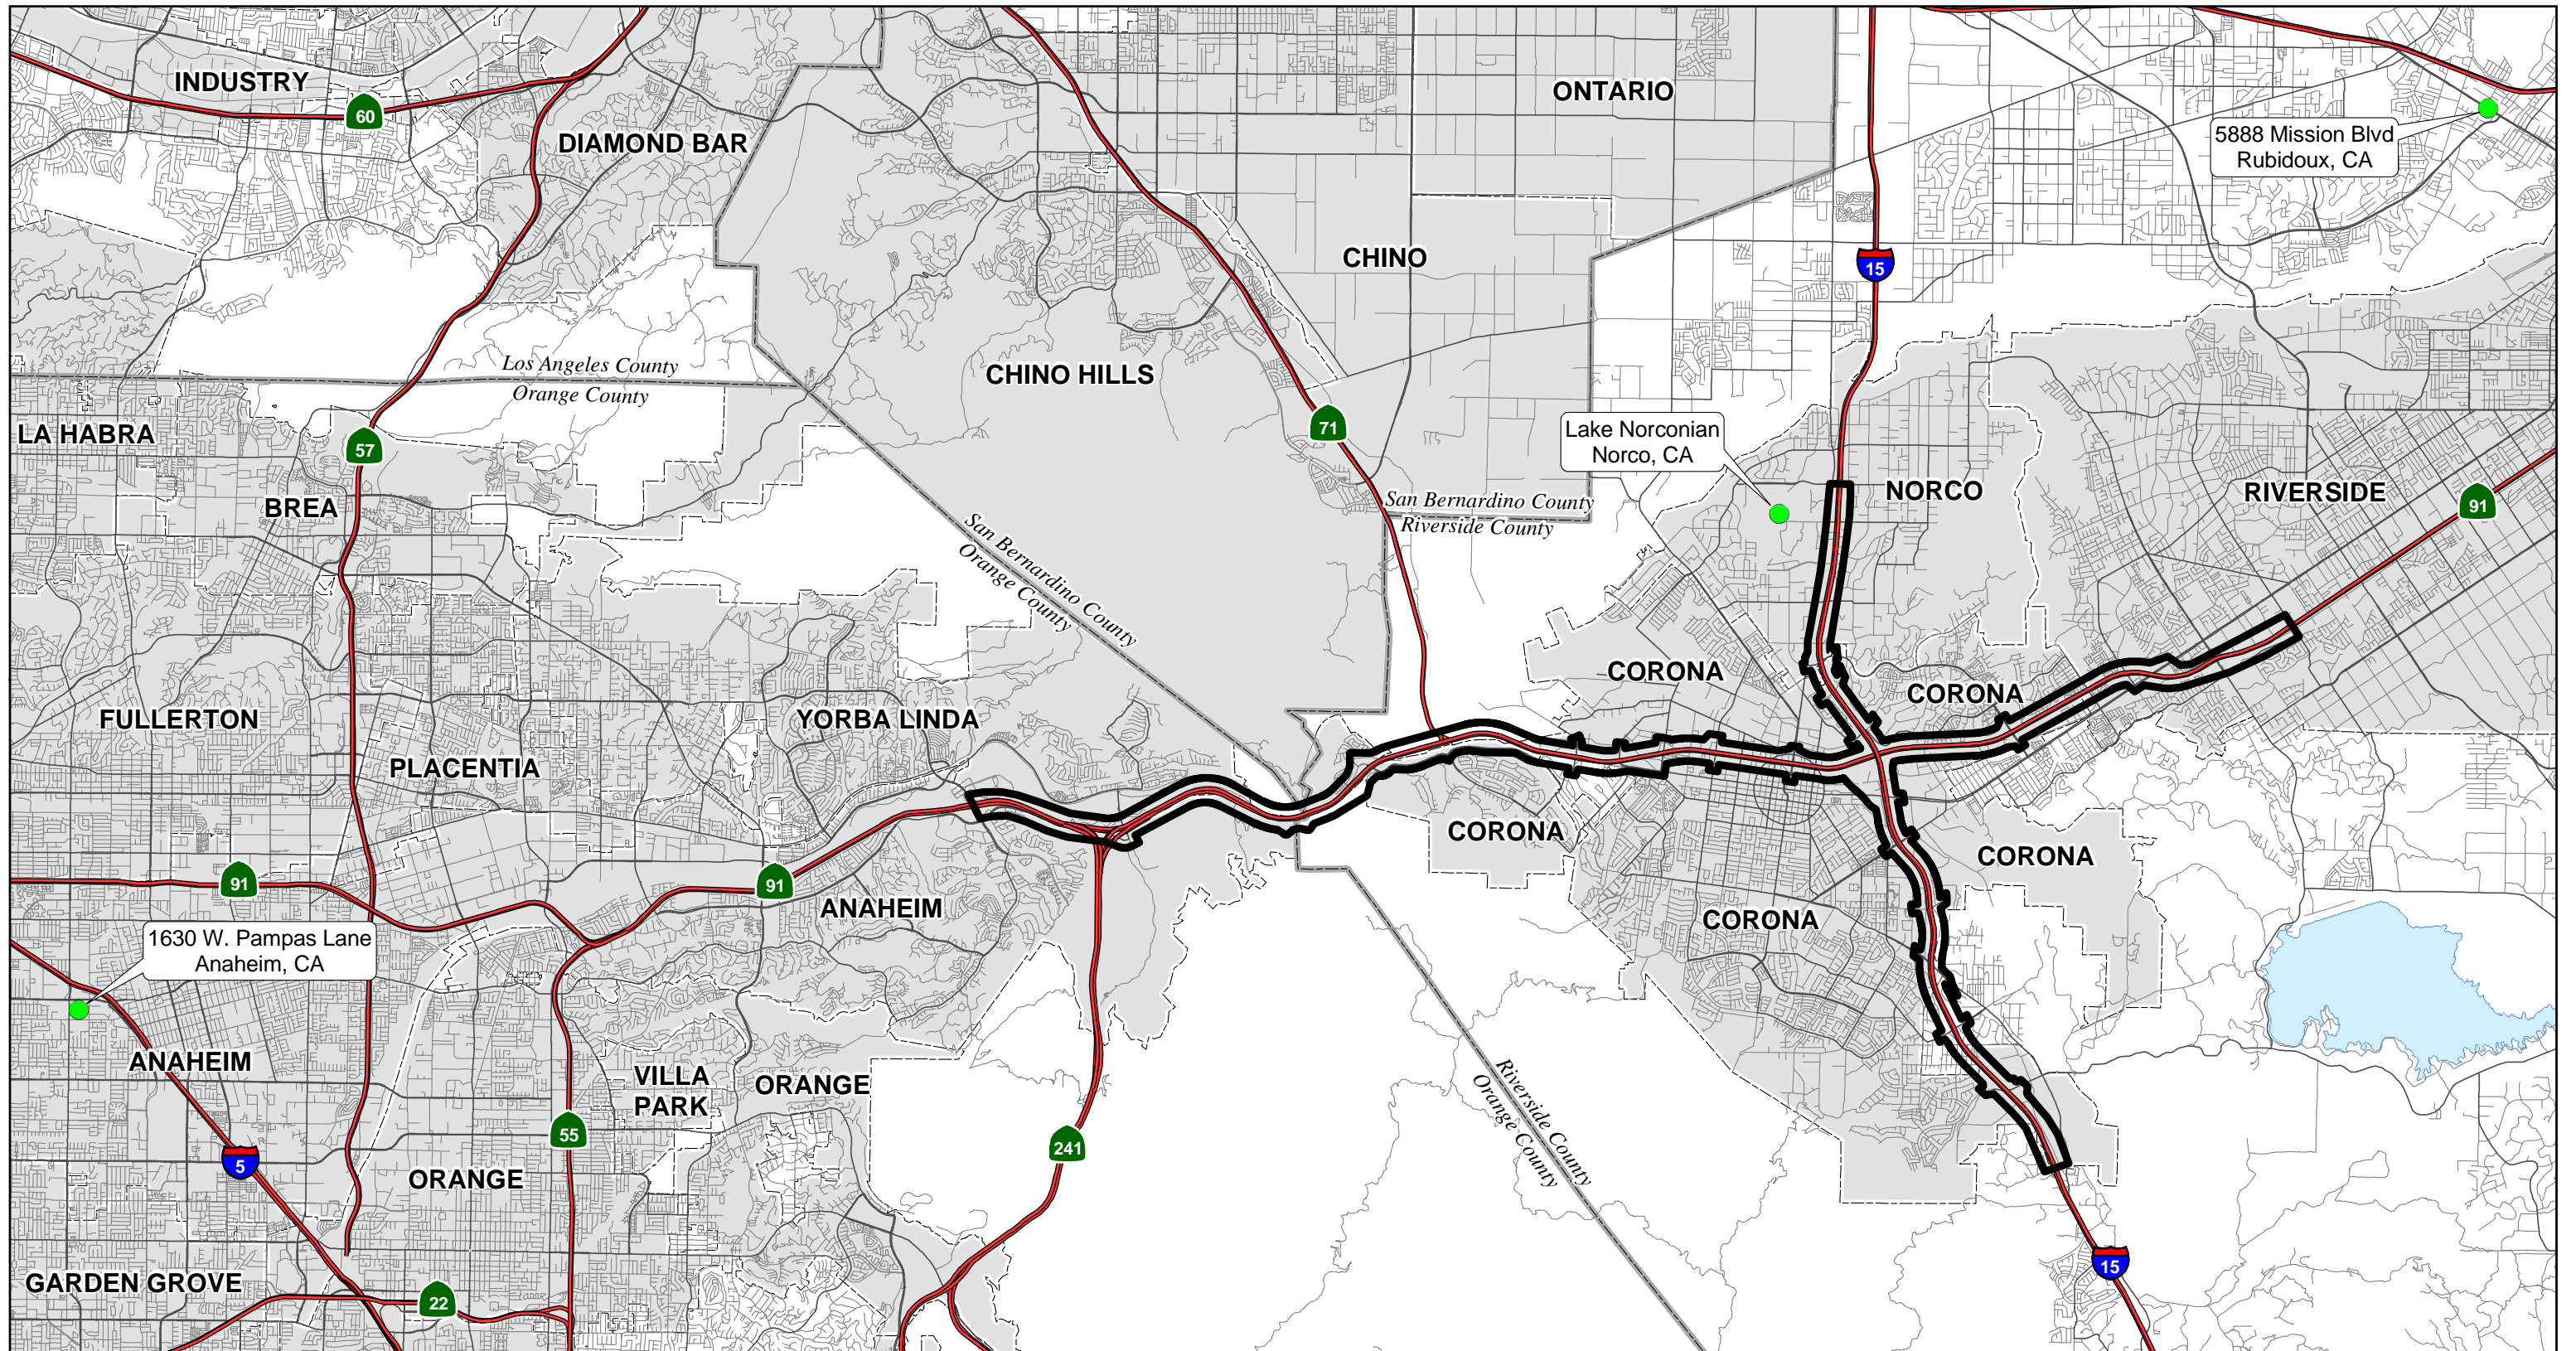 INDUSTRY
60
DIAMOND BAR
ONTARIO
5888 Mission Blvd
Rubidoux, CA
CHINO
15
Los Angeles County
Orange County
CHINO HILLS
71
LA HABRA
57
BREA
Lake Norconian
Norco, CA
NORCO
RIVERSIDE
91
San Bernardino County
Riverside County
San Bernardino County
Orange County
CORONA
CORONA
FULLERTON
YORBA LINDA
PLACENTIA
CORONA
CORONA
91
91
ANAHEIM
CORONA
1630 W. Pampas Lane
Anaheim, CA
ANAHEIM
VILLA
PARK
ORANGE
Riverside County
Orange County
55
241
5
ORANGE
15
GARDEN GROVE
22